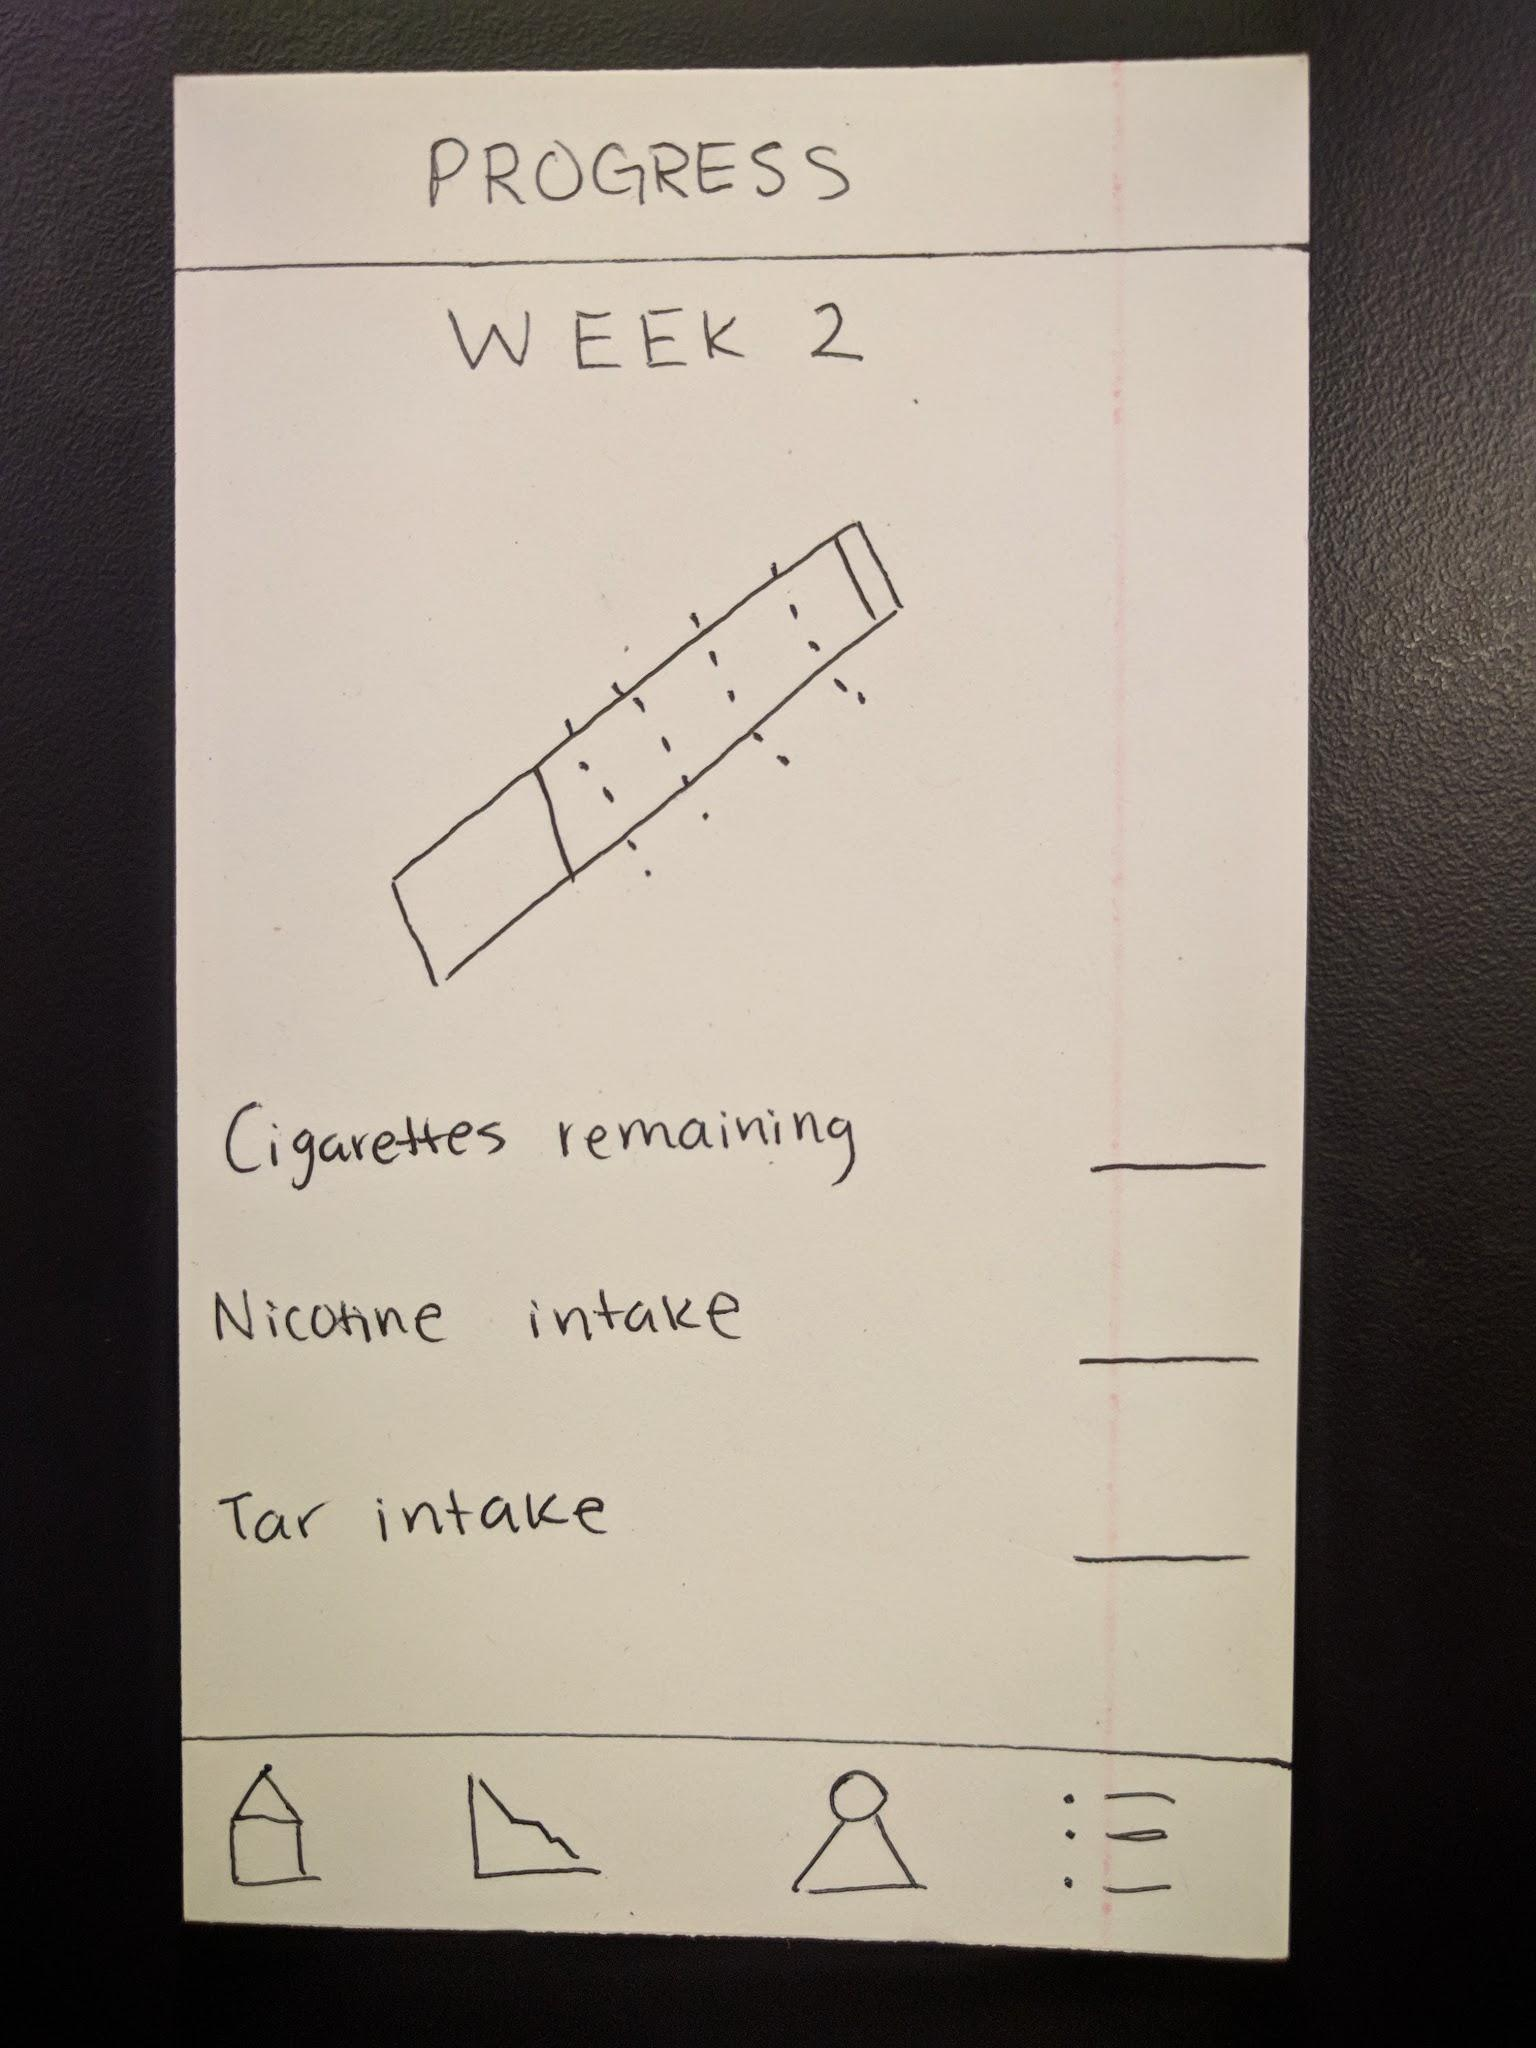 PROGRESS
WEEK 2
Cigarettes remaining
Nicotine intake
Tar intake